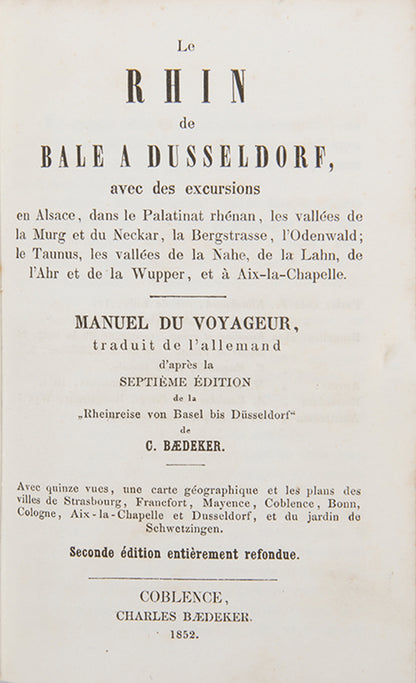 Le
RHIN
de
BALE A DUSSELDORF,
avec des excursions
en Alsace, dans le Palatinat rhénan, les vallées de
la Murg et du Neckar, la Bergstrasse, l'Odenwald;
le Taunus, les vallées de la Nahe, de la Lahn, de
l'Ahr et de la Wupper, et à Aix-la-Chapelle.
MANUEL DU VOYAGEUR,
traduit de l'allemand
d'après la
SEPTIÈME ÉDITION
de la
„Rheinreise von Basel bis Düsseldorf“
de
C. BÆDEKER.
Avec quinze vues, une carte géographique et les plans des
villes de Strasbourg, Francfort, Mayence, Coblence, Bonn,
Cologne, Aix-la-Chapelle et Dusseldorf, et du jardin de
Schwetzingen.
Seconde édition entièrement refondue.
COBLENCE,
CHARLES BÆDEKER.
1852.